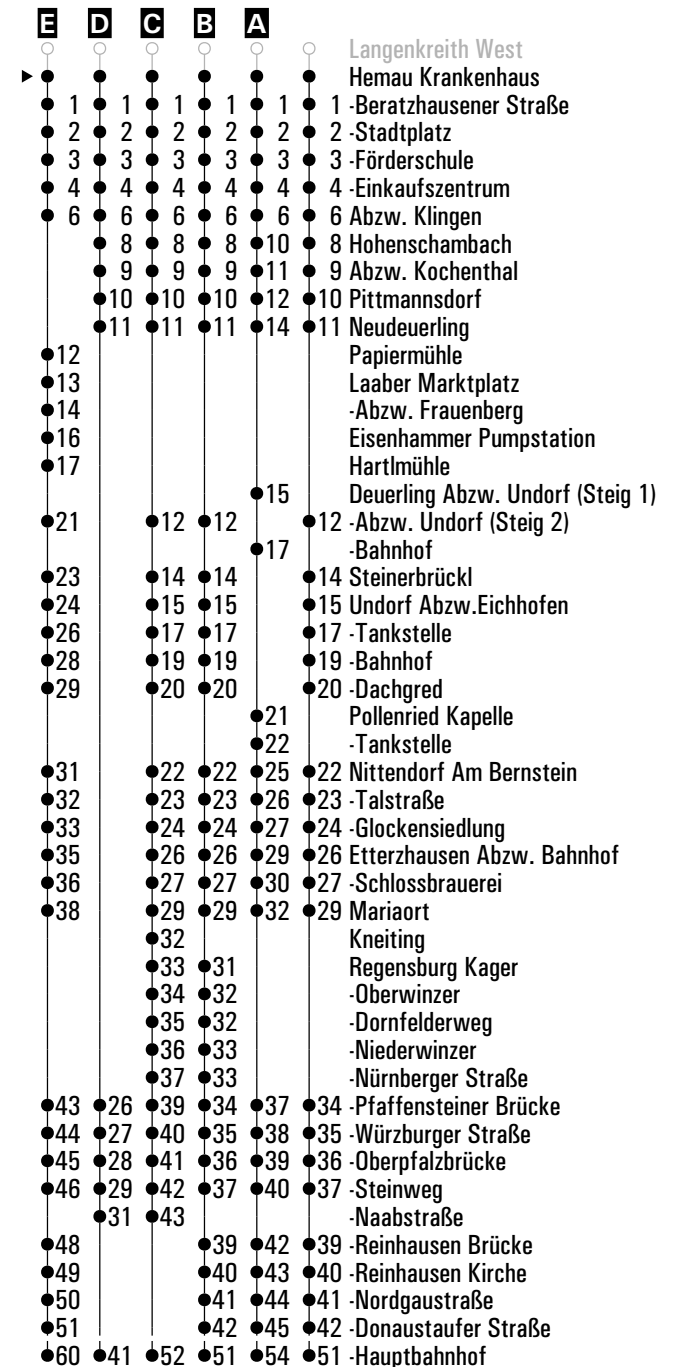 E D C B A
Langenkreith West
Hemau Krankenhaus
1 1 1 1 1 1 -Beratzhausener Straße
2 2 2 2 2 2 -Stadtplatz
3 3 3 3 3 3 -Förderschule
4 4 4 4 4 4 -Einkaufszentrum
6 6 6 6 6 6 Abzw. Klingen
8 8 8 10 8 Hohenschambach
9 9 9 11 9 Abzw. Kochenthal
10 10 10 12 10 Pittmannsdorf
11 11 11 14 11 Neudeuerling
12 Papiermühle
13 Laaber Marktplatz
14 -Abzw. Frauenberg
16 Eisenhammer Pumpstation
17 Hartlmühle
15 Deuerling Abzw. Undorf (Steig 1)
21 12 12 12 -Abzw. Undorf (Steig 2)
17 -Bahnhof
23 14 14 14 Steinerbrückl
24 15 15 15 Undorf Abzw.Eichhofen
26 17 17 17 -Tankstelle
28 19 19 19 -Bahnhof
29 20 20 20 -Dachgred
21 Pollenried Kapelle
22 -Tankstelle
31 22 22 25 22 Nittendorf Am Bernstein
32 23 23 26 23 -Talstraße
33 24 24 27 24 -Glockensiedlung
35 26 26 29 26 Etterzhausen Abzw. Bahnhof
36 27 27 30 27 -Schlossbrauerei
38 29 29 32 29 Mariaort
32 Kneiting
33 31 Regensburg Kager
34 32 -Oberwinzer
35 32 -Dornfelderweg
36 33 -Niederwinzer
37 33 -Nürnberger Straße
43 26 39 34 37 34 -Pfaffensteiner Brücke
44 27 40 35 38 35 -Würzburger Straße
45 28 41 36 39 36 -Oberpfalzbrücke
46 29 42 37 40 37 -Steinweg
31 43 -Naabstraße
48 39 42 39 -Reinhausen Brücke
49 40 43 40 -Reinhausen Kirche
50 41 44 41 -Nordgaustraße
51 42 45 42 -Donaustaufer Straße
60 41 52 51 54 51 -Hauptbahnhof